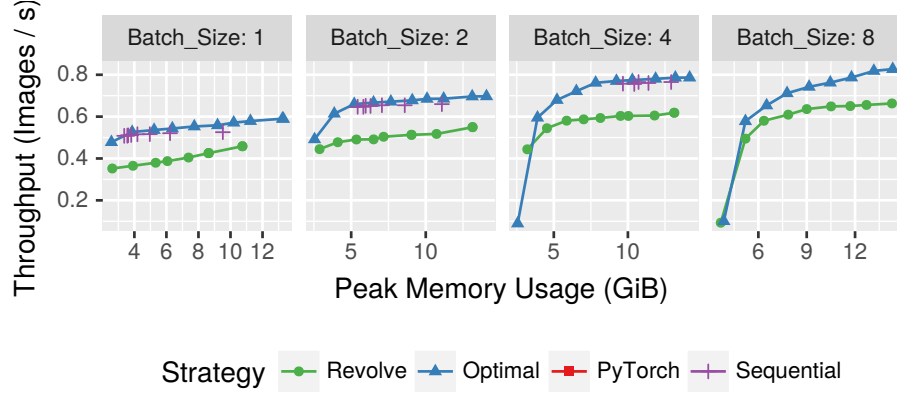 Throughput (Images / s)
Batch_Size: 1 Batch_Size: 2 Batch_Size: 4 Batch_Size: 8
0.8
0.6
0.4
0.2
4 6 8 10 12 5 10 5 10 6 9 12
Peak Memory Usage (GiB)
Strategy Revolve Optimal PyTorch Sequential